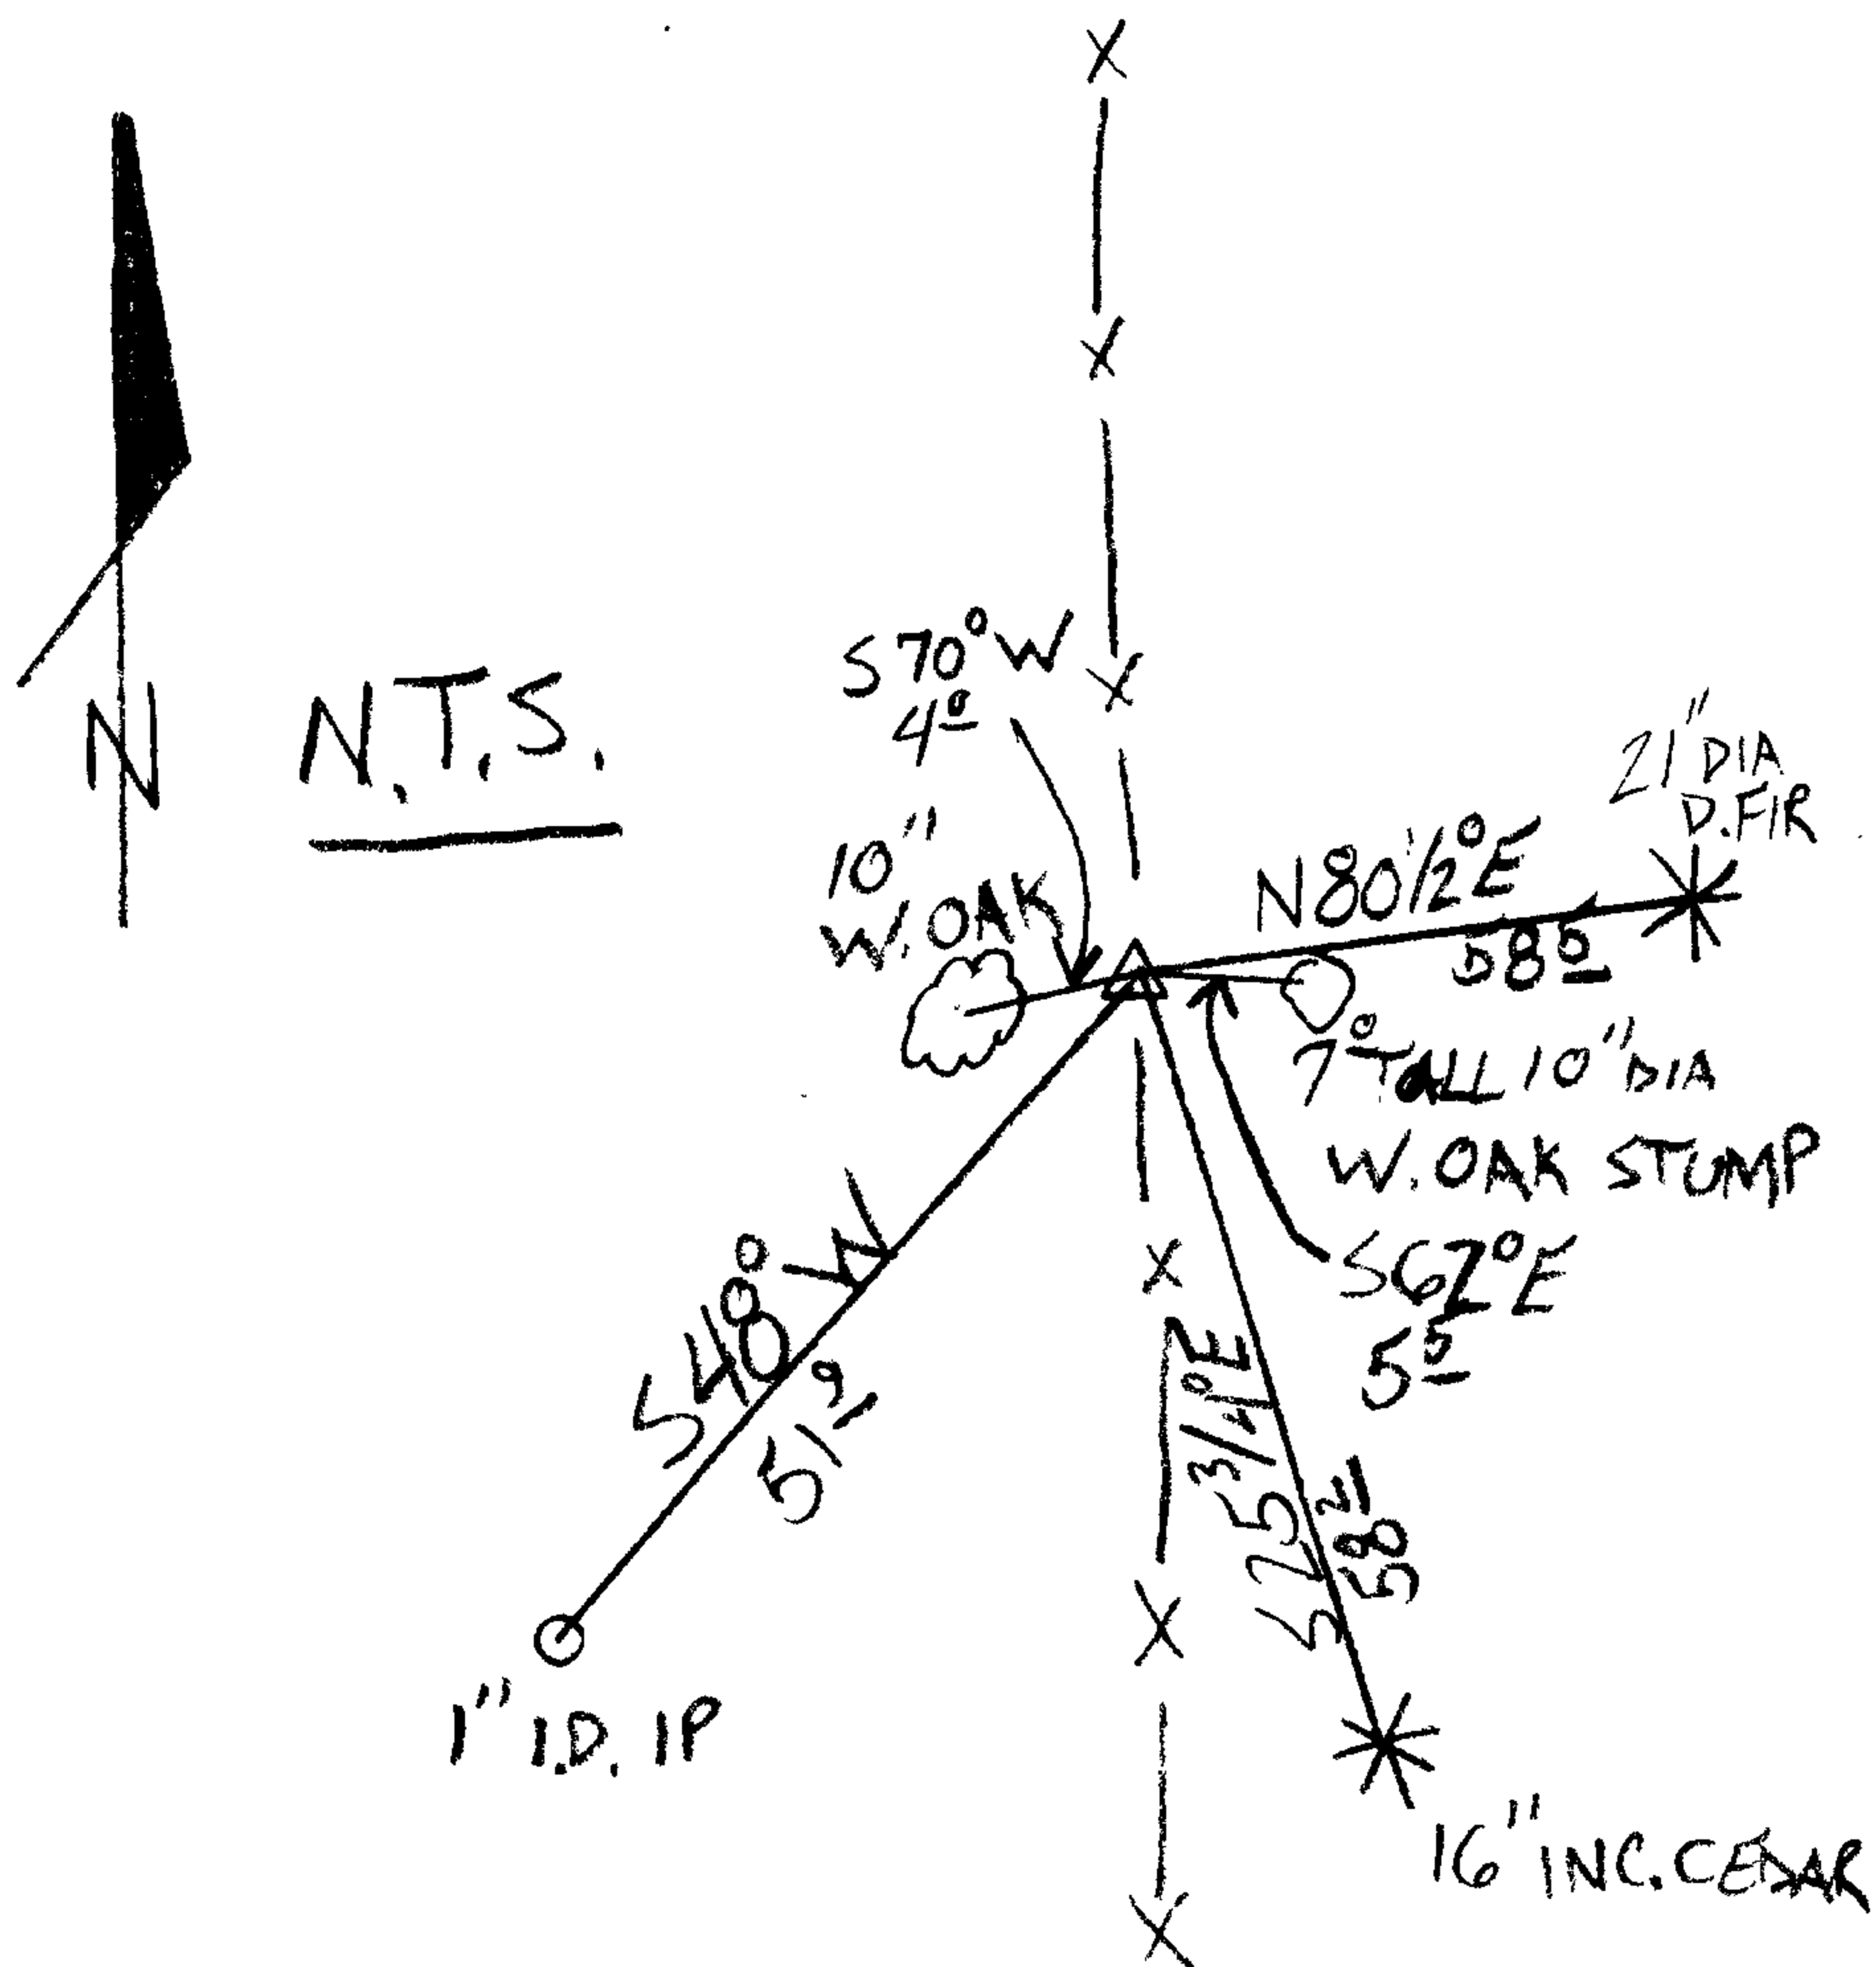 N
N.T.S.
S70°W
4⁰
10"
W. OAK
21" DIA
D. FIR
N80½°E
58⁰
7⁰ TALL 10" DIA
W. OAK STUMP
S62°E
5⁵
S48°W
51⁹
1" I.D. IP
S25¾°E
58²
16" INC. CEDAR